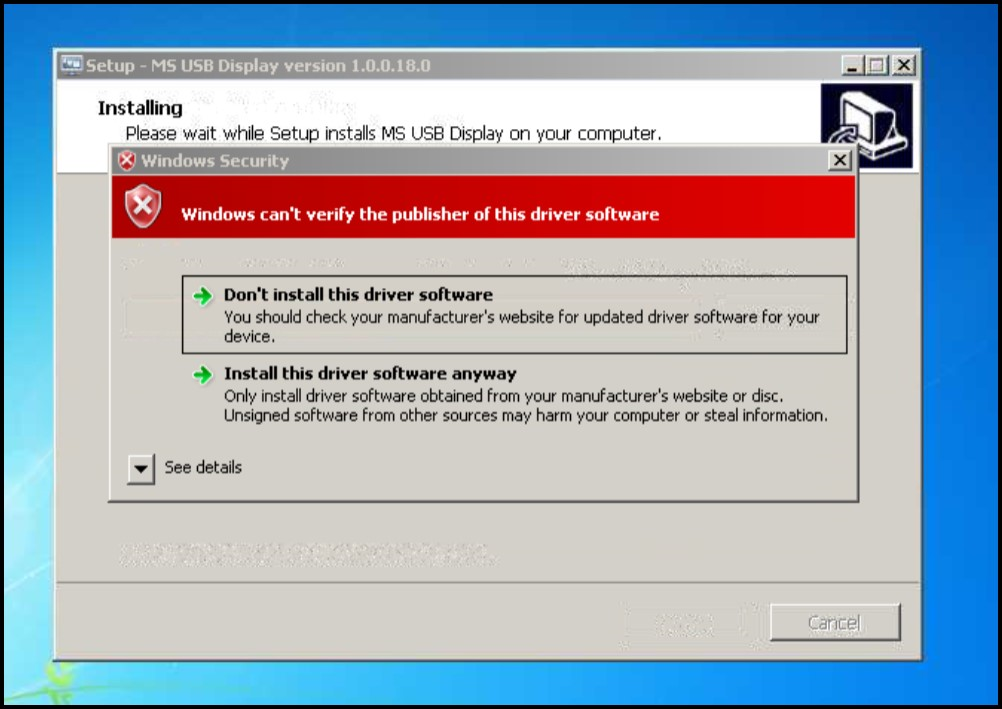 Setup - MS USB Display version 1.0.0.18.0
Installing
Please wait while Setup installs MS USB Display on your computer.
Windows Security
Windows can't verify the publisher of this driver software
Don't install this driver software
You should check your manufacturer's website for updated driver software for your
device.
Install this driver software anyway
Only install driver software obtained from your manufacturer's website or disc.
Unsigned software from other sources may harm your computer or steal information.
See details
Cancel